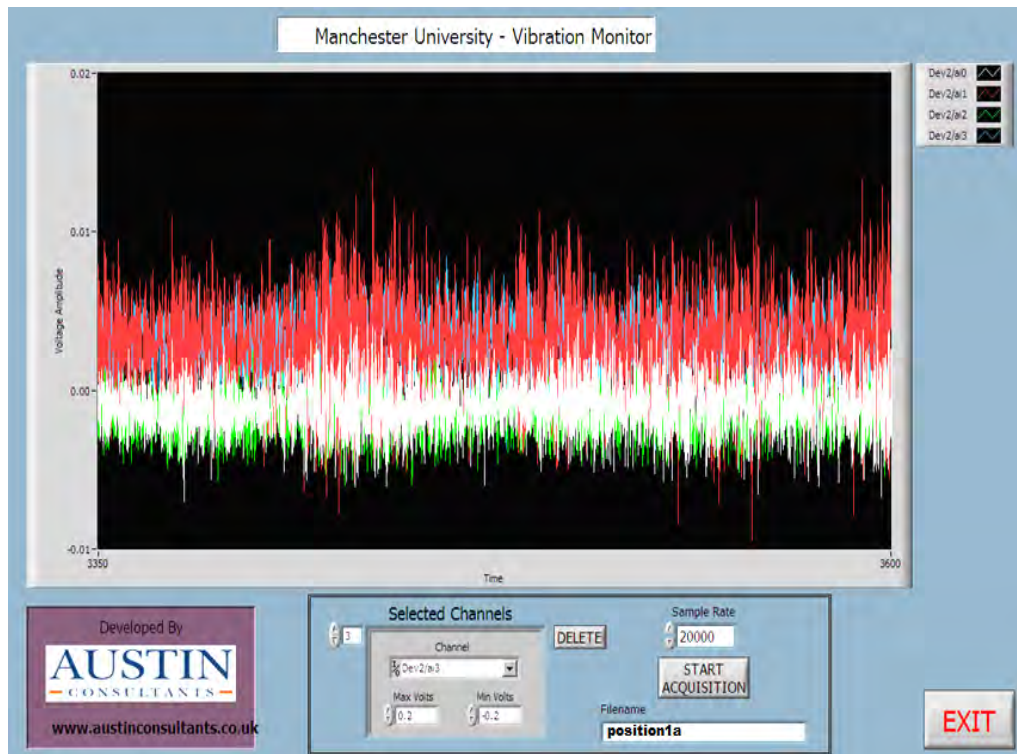 Manchester University - Vibration Monitor
0.02
0.01
0.00
-0.01
Voltage Amplitude
3350
3600
Time
Dev2/ai0
Dev2/ai1
Dev2/ai2
Dev2/ai3
Developed By
AUSTIN
CONSULTANTS
www.austinconsultants.co.uk
Selected Channels
3
Channel
Dev2/ai3
Max Volts
Min Volts
0.2
-0.2
DELETE
Sample Rate
20000
START
ACQUISITION
Filename
position1a
EXIT